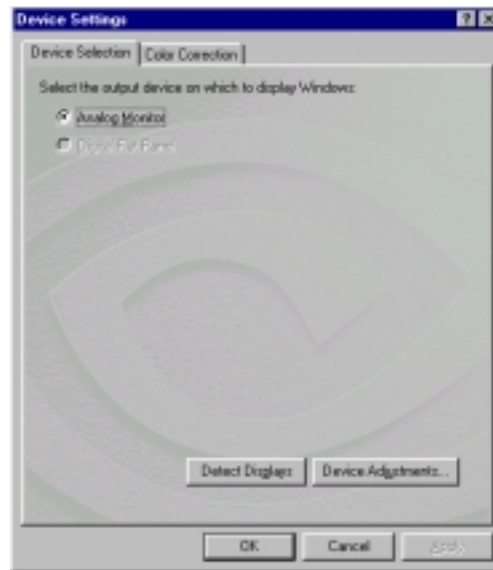 Device Settings
Device Selection
Color Correction
Select the output device on which to display Windows:
Analog Monitor
Digital Flat Panel
Detect Displays
Device Adjustments...
OK
Cancel
Apply